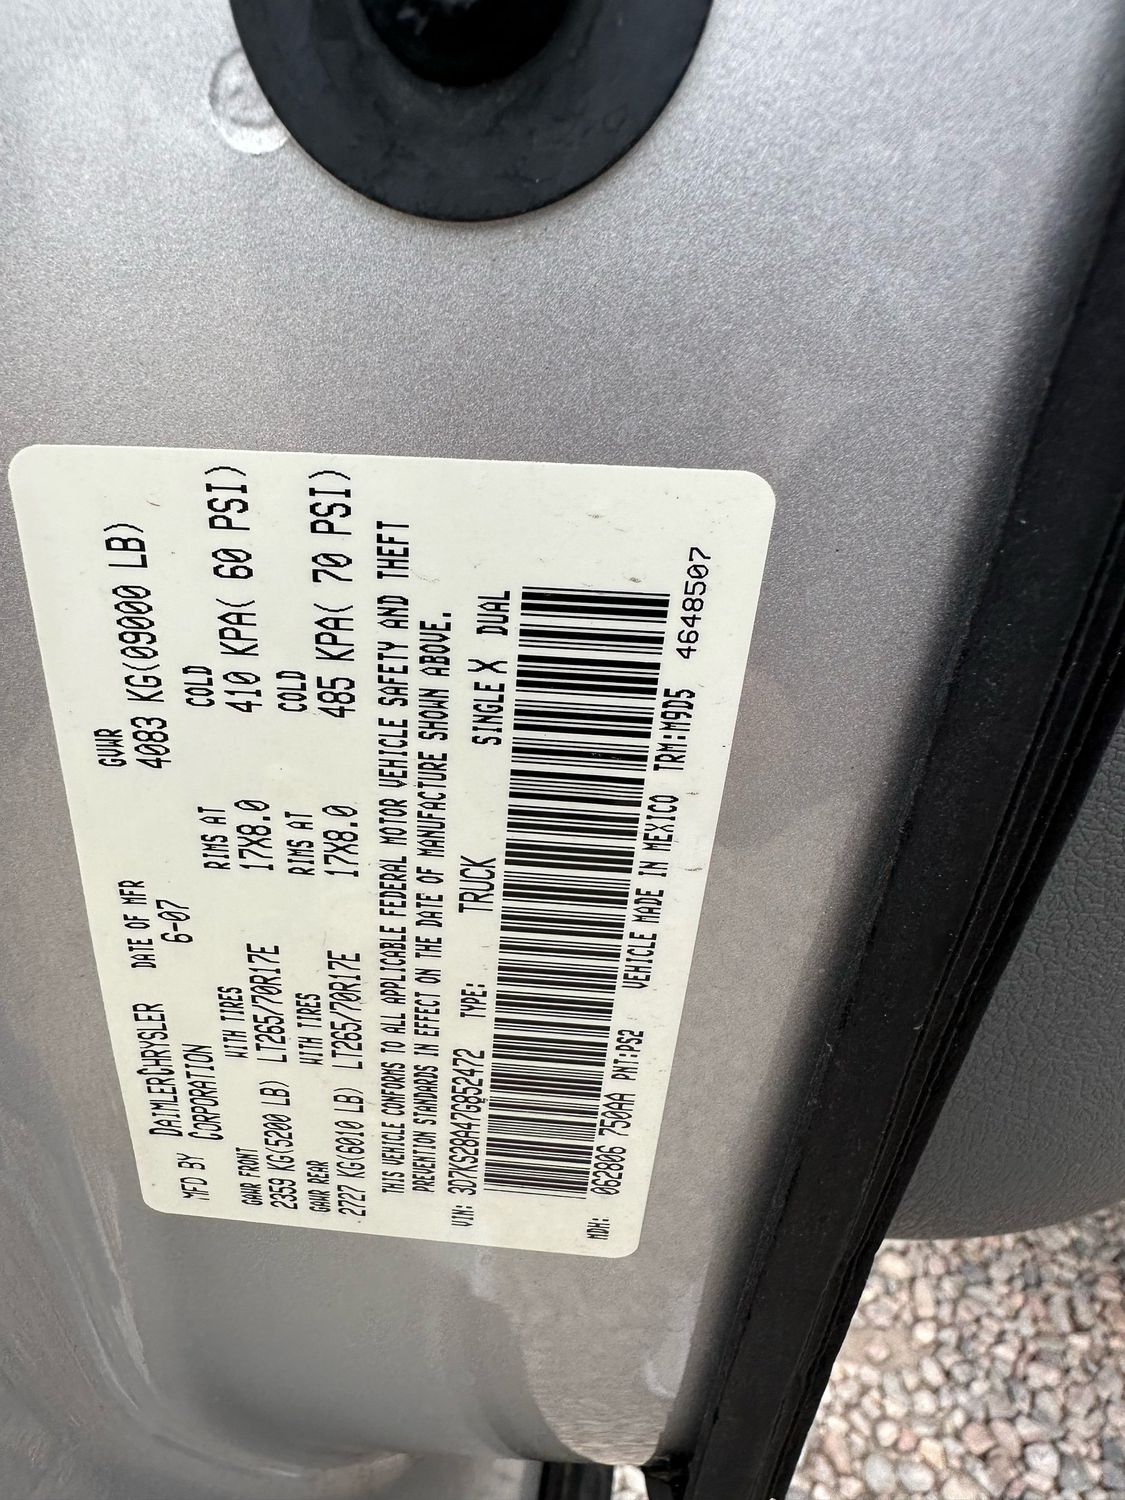 MFD BY DAIMLERCHRYSLER CORPORATION DATE OF MFR 6-07 GVWR 4083 KG(09000 LB)
GAWR FRONT WITH TIRES RIMS AT COLD
2359 KG(5200 LB) LT265/70R17E 17X8.0 410 KPA( 60 PSI)
GAWR REAR WITH TIRES RIMS AT COLD
2727 KG(6010 LB) LT265/70R17E 17X8.0 485 KPA( 70 PSI)
THIS VEHICLE CONFORMS TO ALL APPLICABLE FEDERAL MOTOR VEHICLE SAFETY AND THEFT
PREVENTION STANDARDS IN EFFECT ON THE DATE OF MANUFACTURE SHOWN ABOVE.
VIN: 3D7KS28A47G852472 TYPE: TRUCK SINGLE X DUAL
MDH: 062806 750AA PNT:PS2 VEHICLE MADE IN MEXICO TRM:M9D5 4648507